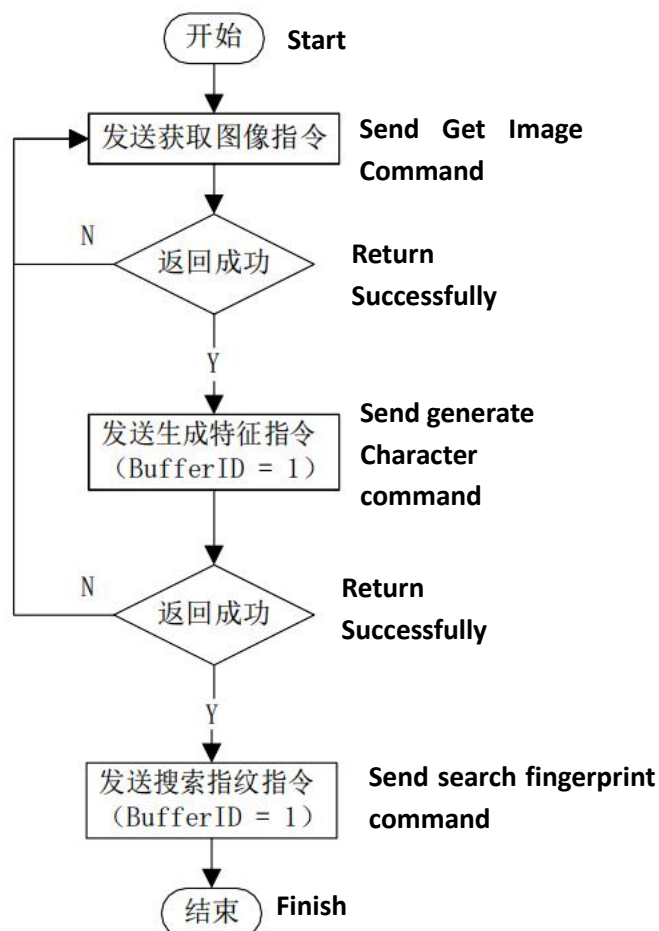 开始
Start
发送获取图像指令
Send Get Image
Command
N
返回成功
Return
Successfully
Y
发送生成特征指令
（BufferID = 1）
Send generate
Character
command
N
返回成功
Return
Successfully
Y
发送搜索指纹指令
（BufferID = 1）
Send search fingerprint
command
结束
Finish